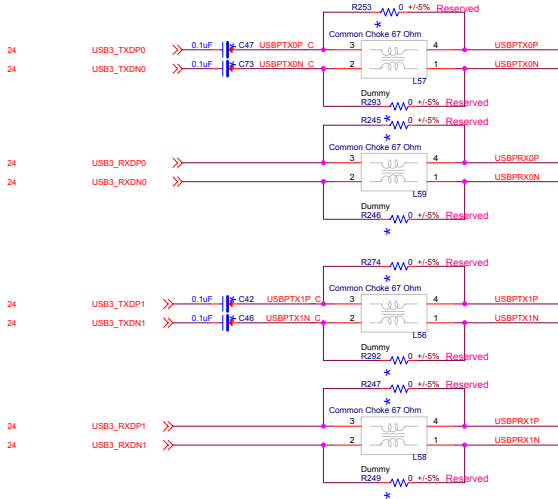 R253 0 +/-5% Reserved
*
Common Choke 67 Ohm
24 USB3_TXDP0 0.1uF * C47 USBPTX0P_C 3 4 USBPTX0P
24 USB3_TXDN0 0.1uF * C73 USBPTX0N_C 2 1 USBPTX0N
L57
Dummy
R293 0 +/-5% Reserved
*
R245 0 +/-5% Reserved
*
Common Choke 67 Ohm
24 USB3_RXDP0 3 4 USBPRX0P
24 USB3_RXDN0 2 1 USBPRX0N
L59
Dummy
R246 0 +/-5% Reserved
*
R274 0 +/-5% Reserved
*
Common Choke 67 Ohm
24 USB3_TXDP1 0.1uF * C42 USBPTX1P_C 3 4 USBPTX1P
24 USB3_TXDN1 0.1uF * C46 USBPTX1N_C 2 1 USBPTX1N
L56
Dummy
R292 0 +/-5% Reserved
*
R247 0 +/-5% Reserved
*
Common Choke 67 Ohm
24 USB3_RXDP1 3 4 USBPRX1P
24 USB3_RXDN1 2 1 USBPRX1N
L58
Dummy
R249 0 +/-5% Reserved
*